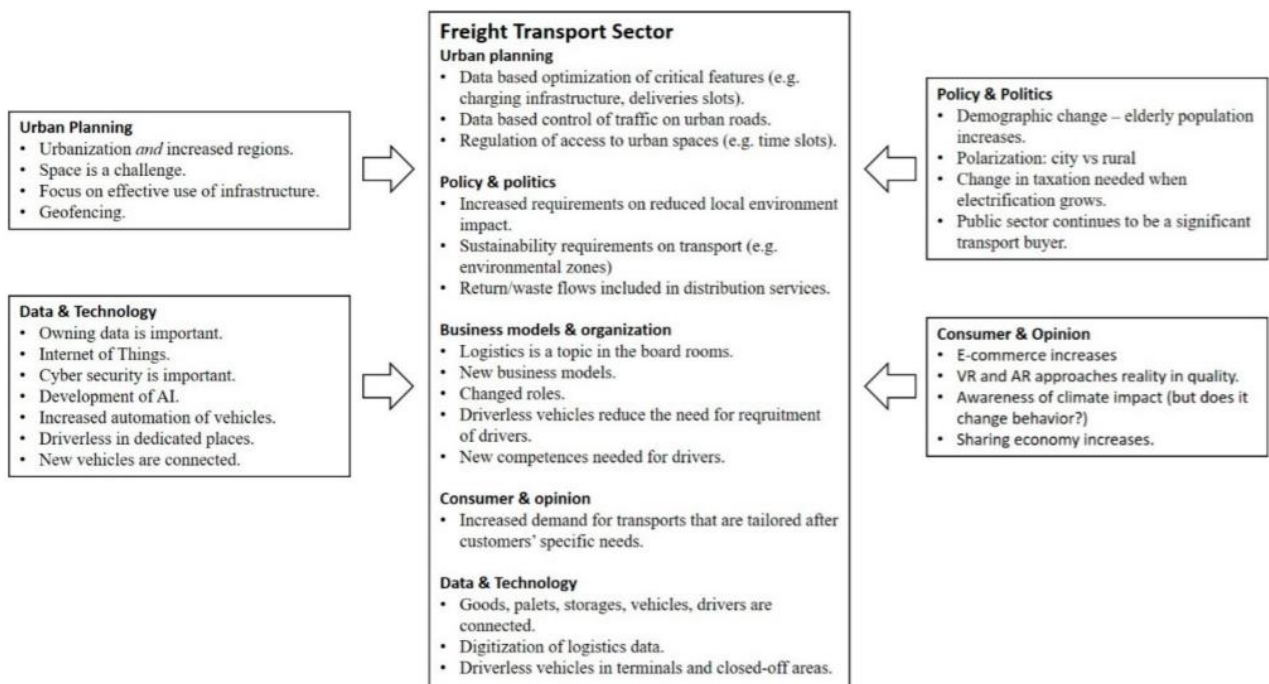 Urban Planning
• Urbanization and increased regions.
• Space is a challenge.
• Focus on effective use of infrastructure.
• Geofencing.
Data & Technology
• Owning data is important.
• Internet of Things.
• Cyber security is important.
• Development of AI.
• Increased automation of vehicles.
• Driverless in dedicated places.
• New vehicles are connected.
Freight Transport Sector
Urban planning
• Data based optimization of critical features (e.g.
charging infrastructure, deliveries slots).
• Data based control of traffic on urban roads.
• Regulation of access to urban spaces (e.g. time slots).
Policy & politics
• Increased requirements on reduced local environment
impact.
• Sustainability requirements on transport (e.g.
environmental zones)
• Return/waste flows included in distribution services.
Business models & organization
• Logistics is a topic in the board rooms.
• New business models.
• Changed roles.
• Driverless vehicles reduce the need for reqruitment
of drivers.
• New competences needed for drivers.
Consumer & opinion
• Increased demand for transports that are tailored after
customers' specific needs.
Data & Technology
• Goods, palets, storages, vehicles, drivers are
connected.
• Digitization of logistics data.
• Driverless vehicles in terminals and closed-off areas.
Policy & Politics
• Demographic change – elderly population
increases.
• Polarization: city vs rural
• Change in taxation needed when
electrification grows.
• Public sector continues to be a significant
transport buyer.
Consumer & Opinion
• E-commerce increases
• VR and AR approaches reality in quality.
• Awareness of climate impact (but does it
change behavior?)
• Sharing economy increases.